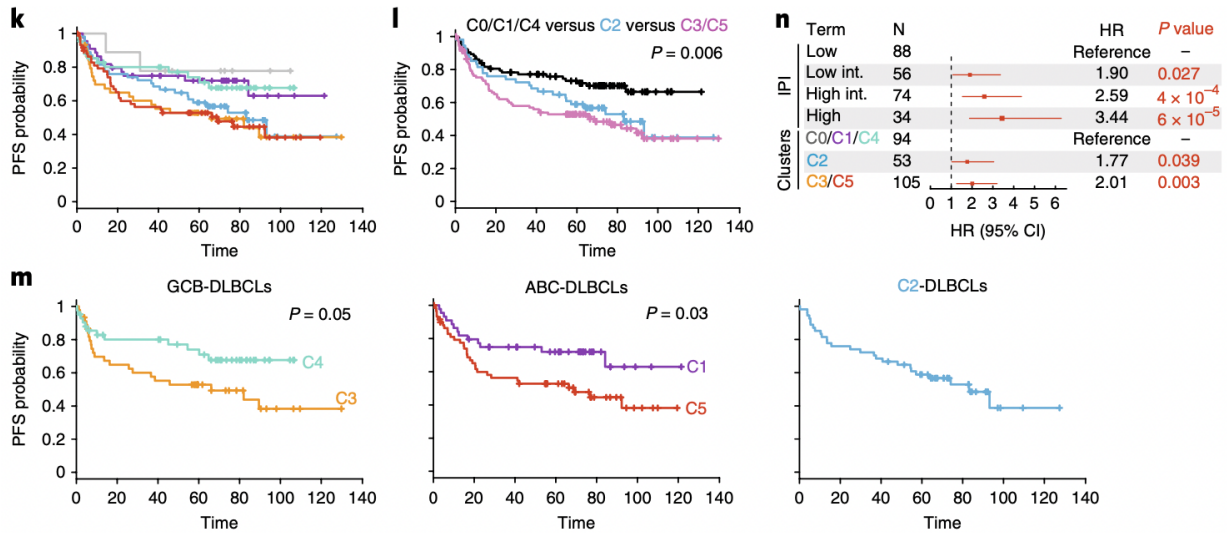 k
PFS probability
1
0.8
0.6
0.4
0.2
0
0 20 40 60 80 100 120 140
Time
l
C0/C1/C4 versus C2 versus C3/C5
P = 0.006
PFS probability
1
0.8
0.6
0.4
0.2
0
0 20 40 60 80 100 120 140
Time
n
Term N HR P value
IPI
Low 88 Reference –
Low int. 56 1.90 0.027
High int. 74 2.59 4 × 10⁻⁴
High 34 3.44 6 × 10⁻⁵
Clusters
C0/C1/C4 94 Reference –
C2 53 1.77 0.039
C3/C5 105 2.01 0.003
0 1 2 3 4 5 6
HR (95% CI)
m
GCB-DLBCLs
P = 0.05
PFS probability
1
0.8
0.6
0.4
0.2
0
C4
C3
0 20 40 60 80 100 120 140
Time
ABC-DLBCLs
P = 0.03
C1
C5
0 20 40 60 80 100 120 140
Time
C2-DLBCLs
0 20 40 60 80 100 120 140
Time